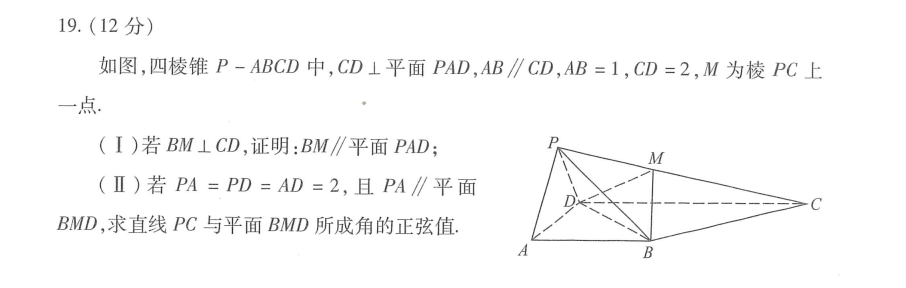 19. (12 分)
如图,四棱锥 P - ABCD 中,CD⊥平面 PAD,AB∥CD,AB = 1,CD = 2,M 为棱 PC 上
一点.
(Ⅰ)若 BM⊥CD,证明:BM∥平面 PAD;
(Ⅱ)若 PA = PD = AD = 2,且 PA∥平面
BMD,求直线 PC 与平面 BMD 所成角的正弦值.
P
M
D
C
A
B